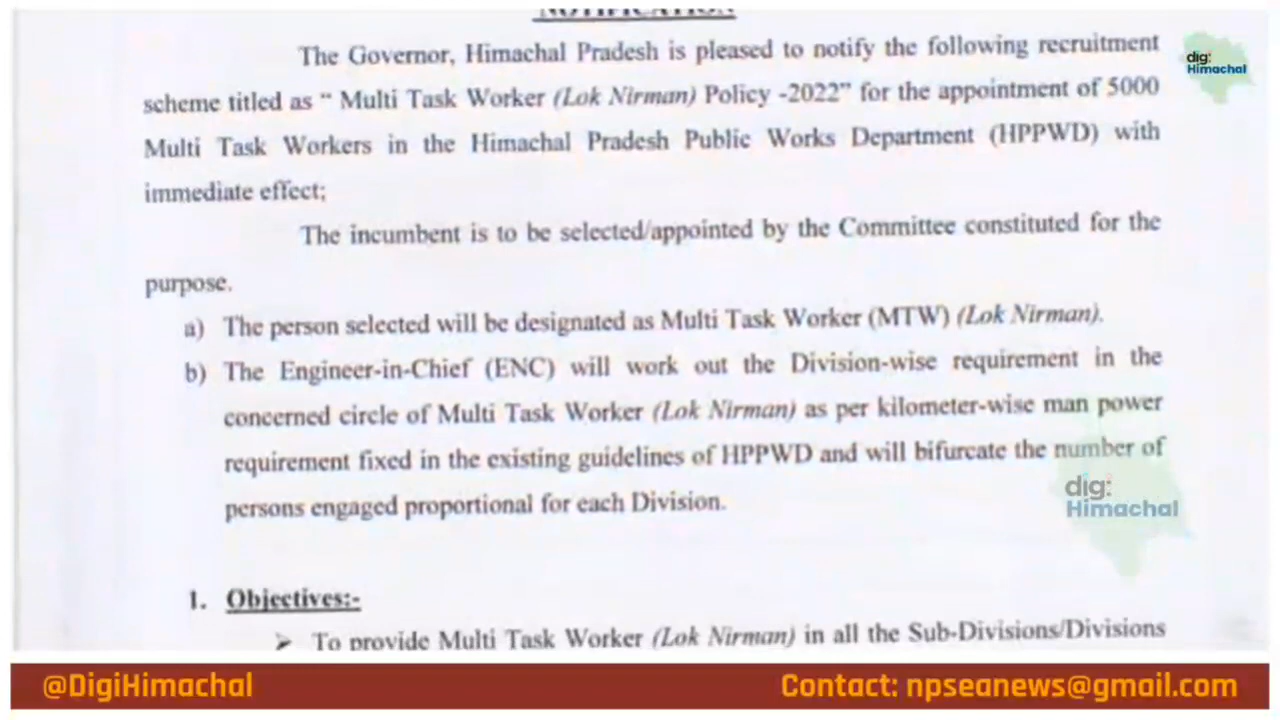 NOTIFICATION
The Governor, Himachal Pradesh is pleased to notify the following recruitment
scheme titled as “ Multi Task Worker (Lok Nirman) Policy -2022” for the appointment of 5000
Multi Task Workers in the Himachal Pradesh Public Works Department (HPPWD) with
immediate effect;
The incumbent is to be selected/appointed by the Committee constituted for the
purpose.
a) The person selected will be designated as Multi Task Worker (MTW) (Lok Nirman).
b) The Engineer-in-Chief (ENC) will work out the Division-wise requirement in the
concerned circle of Multi Task Worker (Lok Nirman) as per kilometer-wise man power
requirement fixed in the existing guidelines of HPPWD and will bifurcate the number of
persons engaged proportional for each Division.
1. Objectives:-
➢ To provide Multi Task Worker (Lok Nirman) in all the Sub-Divisions/Divisions
dig:
Himachal
dig:
Himachal
@DigiHimachal
Contact: npseanews@gmail.com